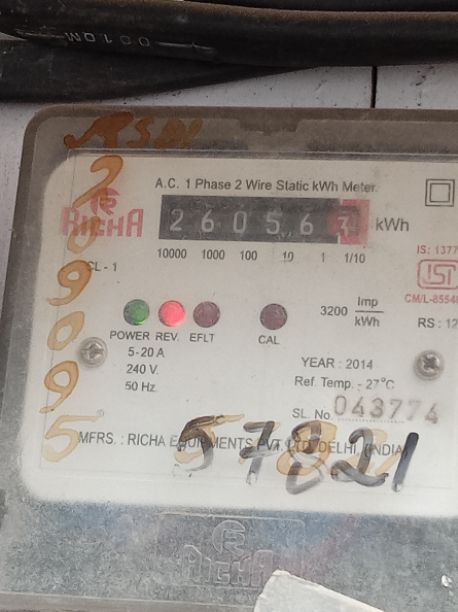 A.C. 1 Phase 2 Wire Static kWh Meter.
RICHA
26056 kWh
CL - 1
10000 1000 100 10 1 1/10
IS: 1377
3200 Imp/kWh
CM/L-8554
POWER REV. EFLT CAL
RS: 12
5-20 A
240 V.
50 Hz
YEAR : 2014
Ref. Temp. - 27°C
SL. No. 043774
MFRS. : RICHA EQUIPMENTS PVT. LTD. DELHI, INDIA
57821
RICHA